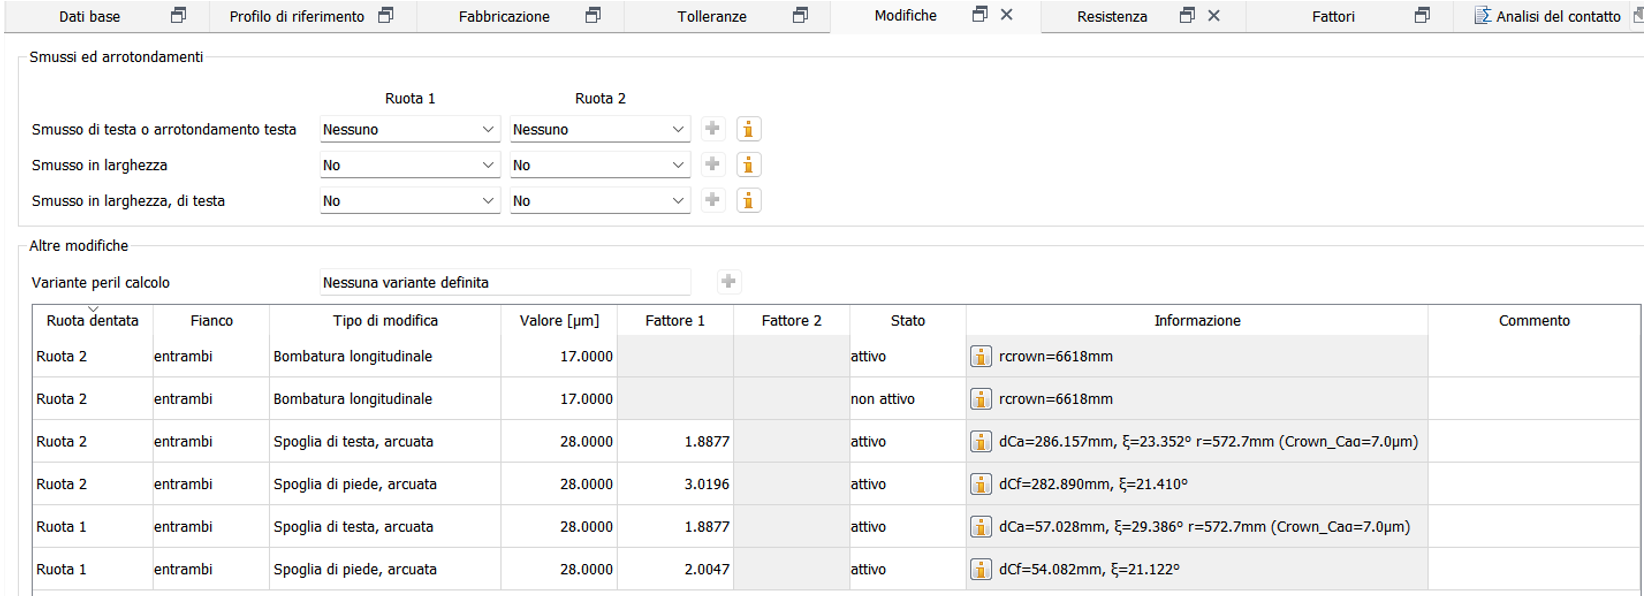 Dati base Profilo di riferimento Fabbricazione Tolleranze Modifiche Resistenza Fattori Analisi del contatto
Smussi ed arrotondamenti
Ruota 1 Ruota 2
Smusso di testa o arrotondamento testa Nessuno Nessuno
Smusso in larghezza No No
Smusso in larghezza, di testa No No
Altre modifiche
Variante peril calcolo Nessuna variante definita
Ruota dentata Fianco Tipo di modifica Valore [µm] Fattore 1 Fattore 2 Stato Informazione Commento
Ruota 2 entrambi Bombatura longitudinale 17.0000 attivo rcrown=6618mm
Ruota 2 entrambi Bombatura longitudinale 17.0000 non attivo rcrown=6618mm
Ruota 2 entrambi Spoglia di testa, arcuata 28.0000 1.8877 attivo dCa=286.157mm, ξ=23.352° r=572.7mm (Crown_Caα=7.0µm)
Ruota 2 entrambi Spoglia di piede, arcuata 28.0000 3.0196 attivo dCf=282.890mm, ξ=21.410°
Ruota 1 entrambi Spoglia di testa, arcuata 28.0000 1.8877 attivo dCa=57.028mm, ξ=29.386° r=572.7mm (Crown_Caα=7.0µm)
Ruota 1 entrambi Spoglia di piede, arcuata 28.0000 2.0047 attivo dCf=54.082mm, ξ=21.122°